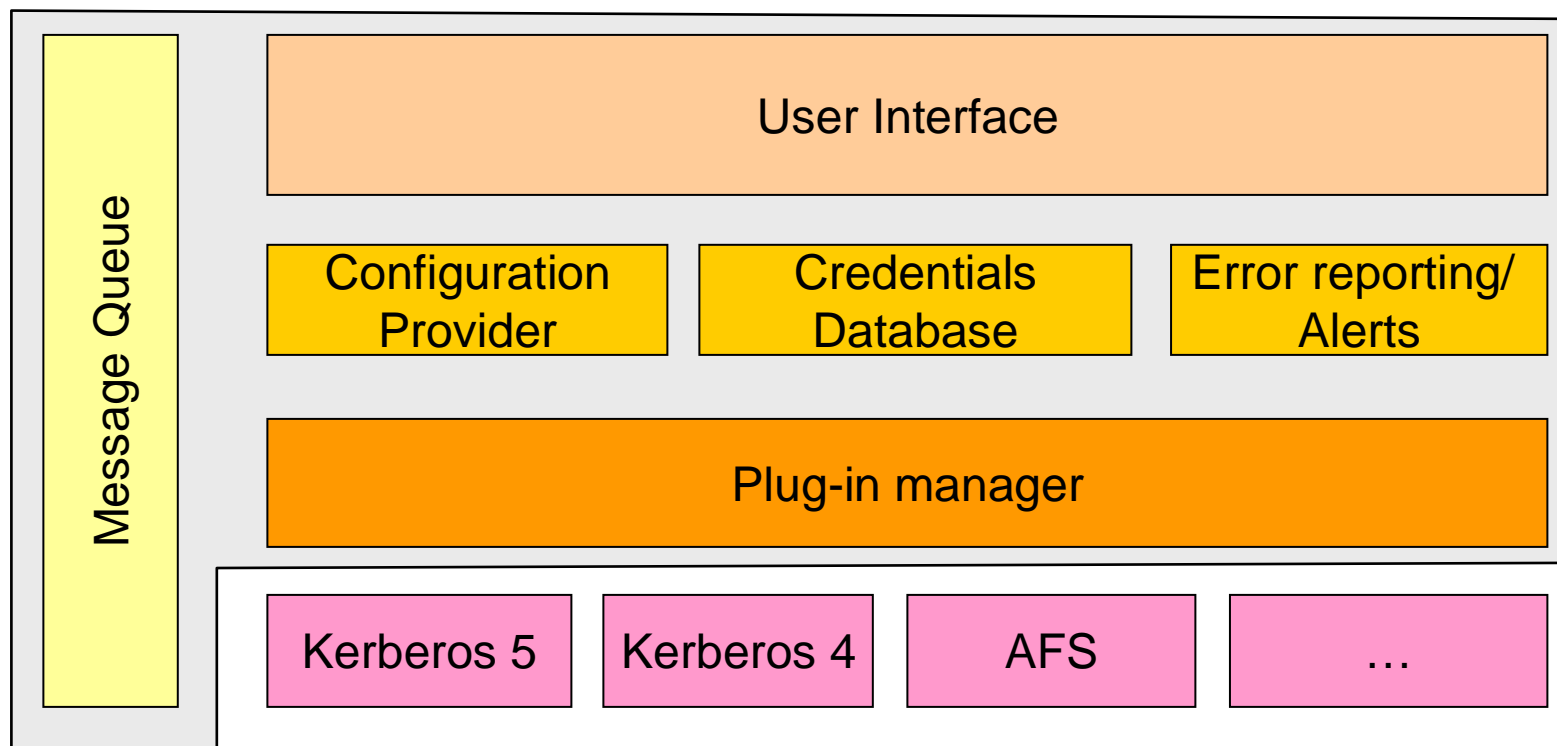 Message Queue
User Interface
Configuration
Provider
Credentials
Database
Error reporting/
Alerts
Plug-in manager
Kerberos 5
Kerberos 4
AFS
…